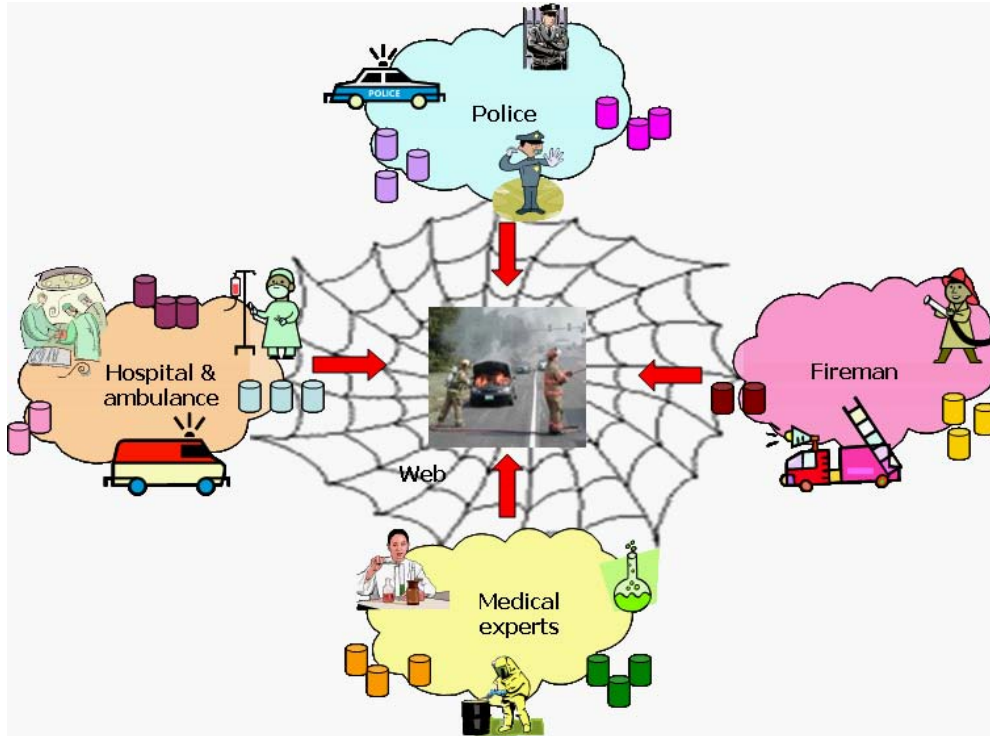 POLICE
Police
Hospital &
ambulance
Fireman
Web
Medical
experts